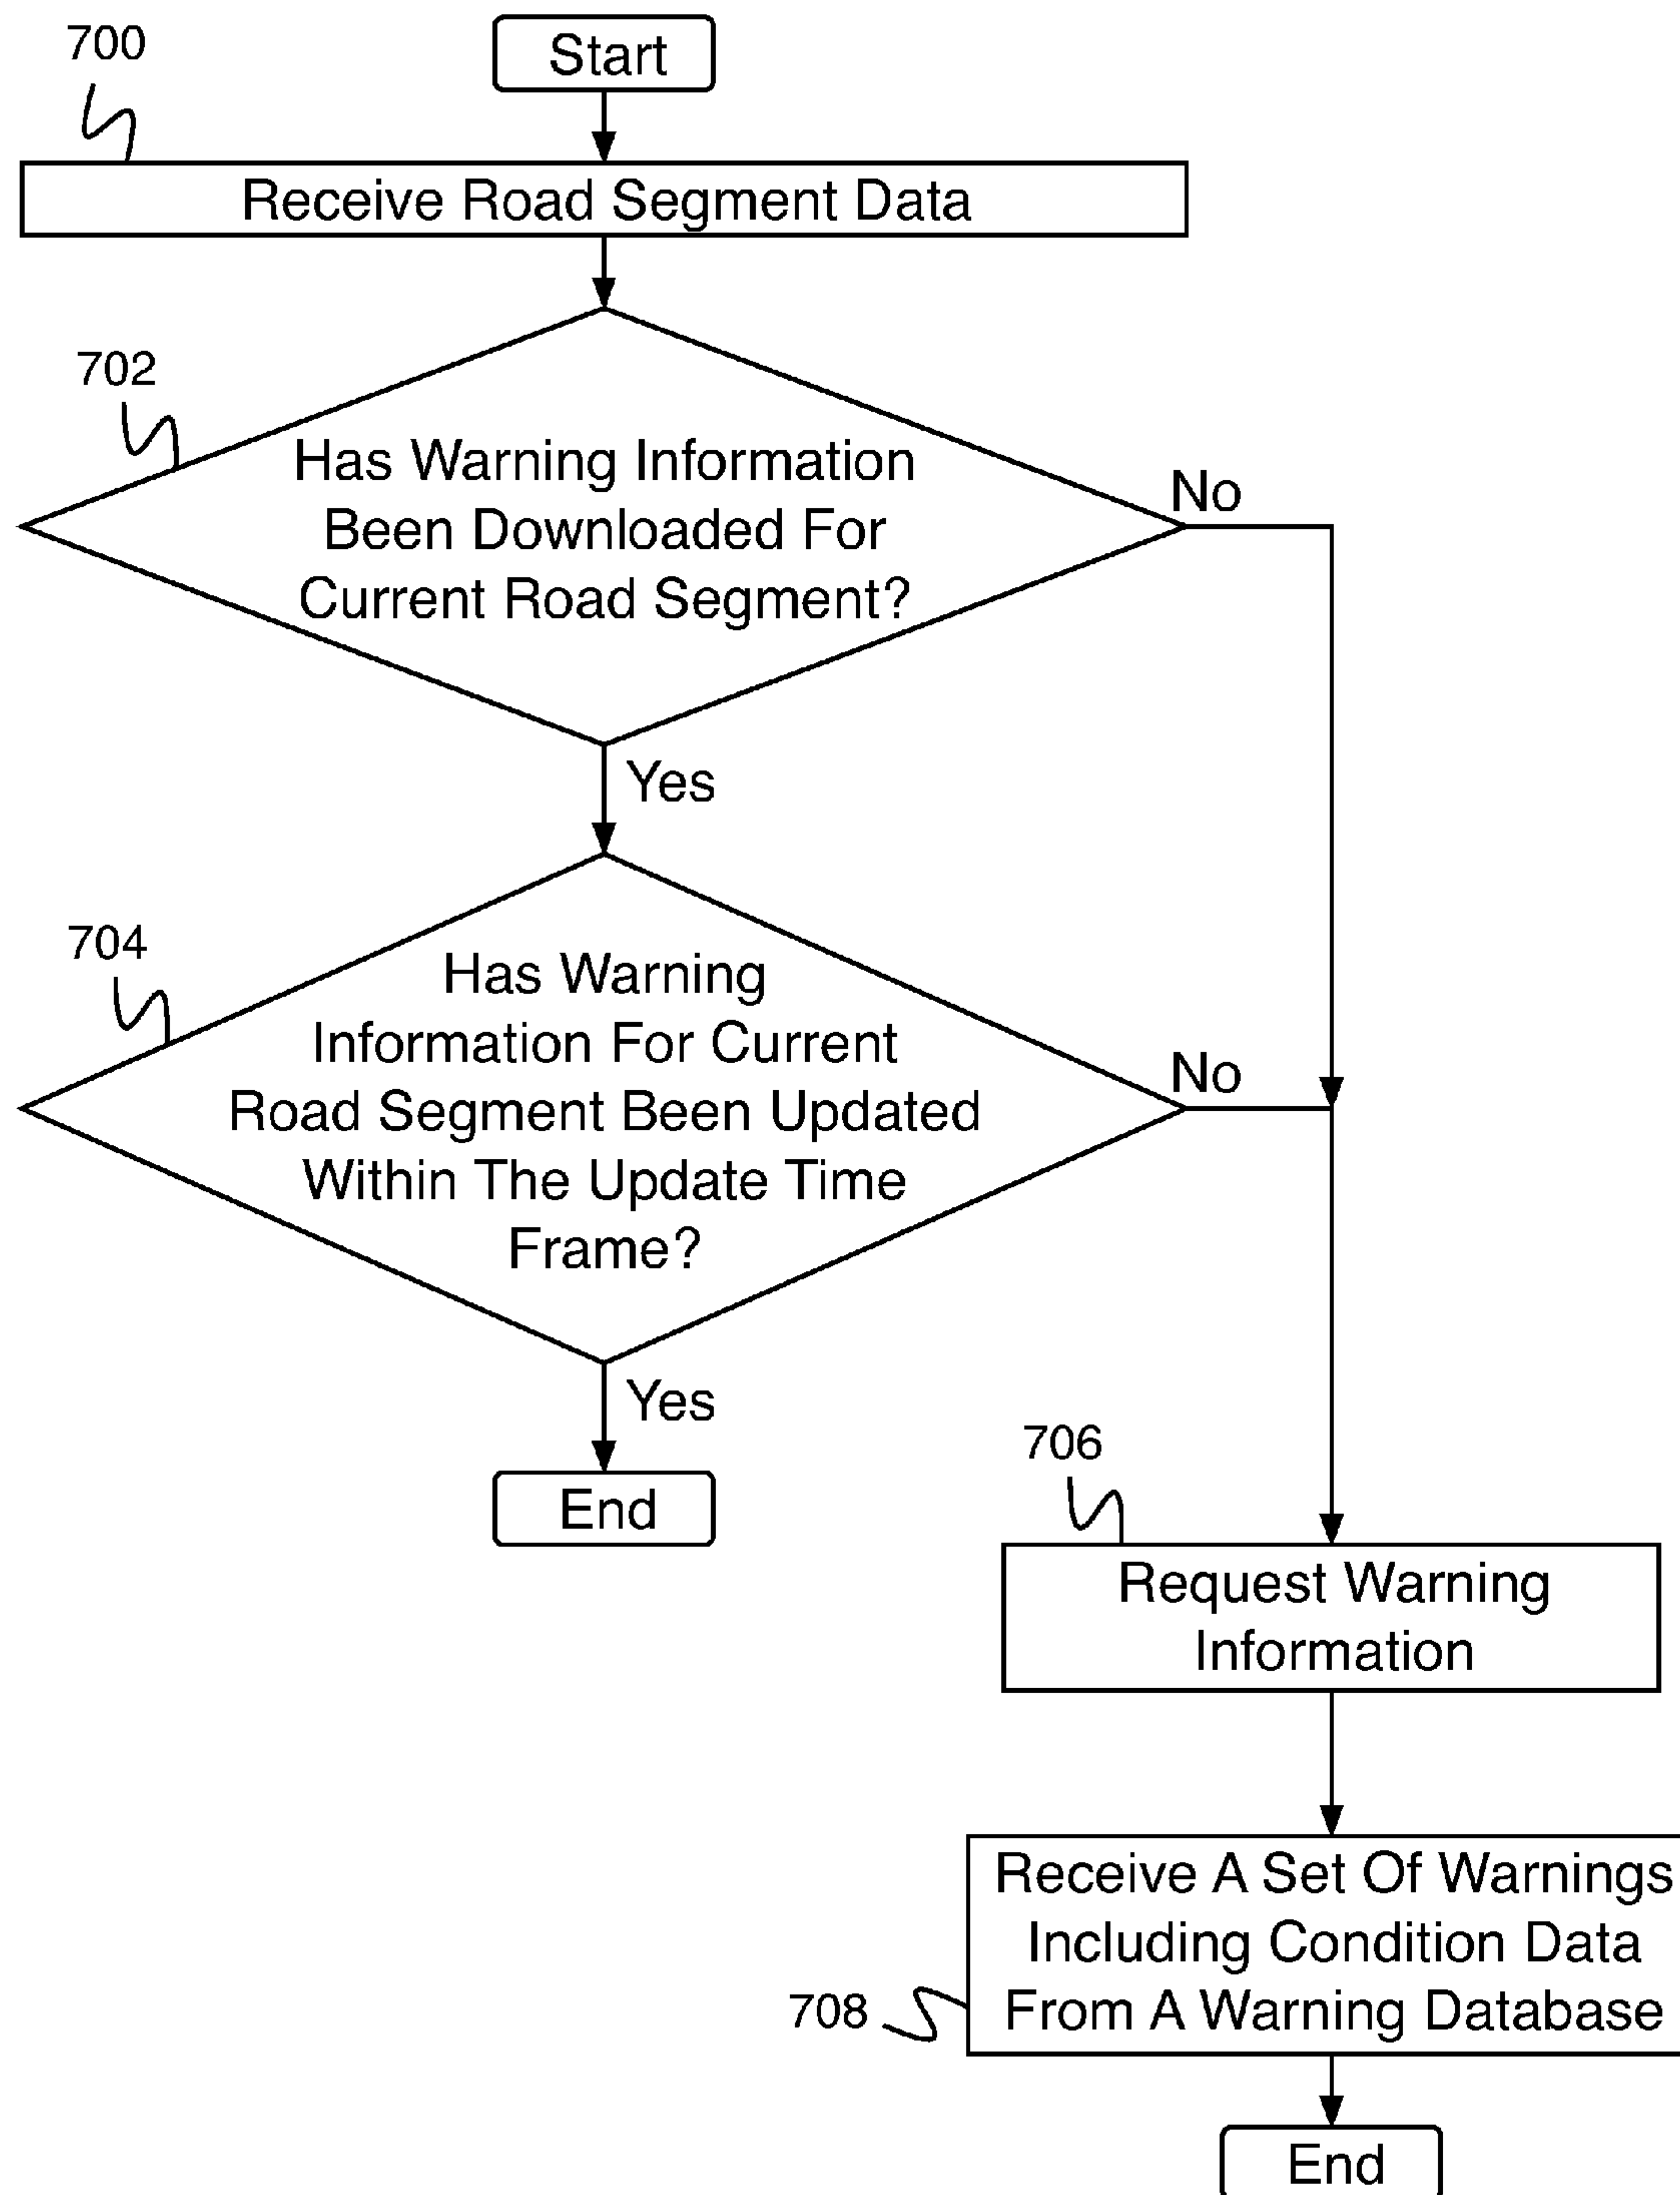 700
Start
Receive Road Segment Data
702
Has Warning Information
Been Downloaded For
Current Road Segment?
No
Yes
704
Has Warning
Information For Current
Road Segment Been Updated
Within The Update Time
Frame?
No
Yes
End
706
Request Warning
Information
Receive A Set Of Warnings
Including Condition Data
From A Warning Database
708
End